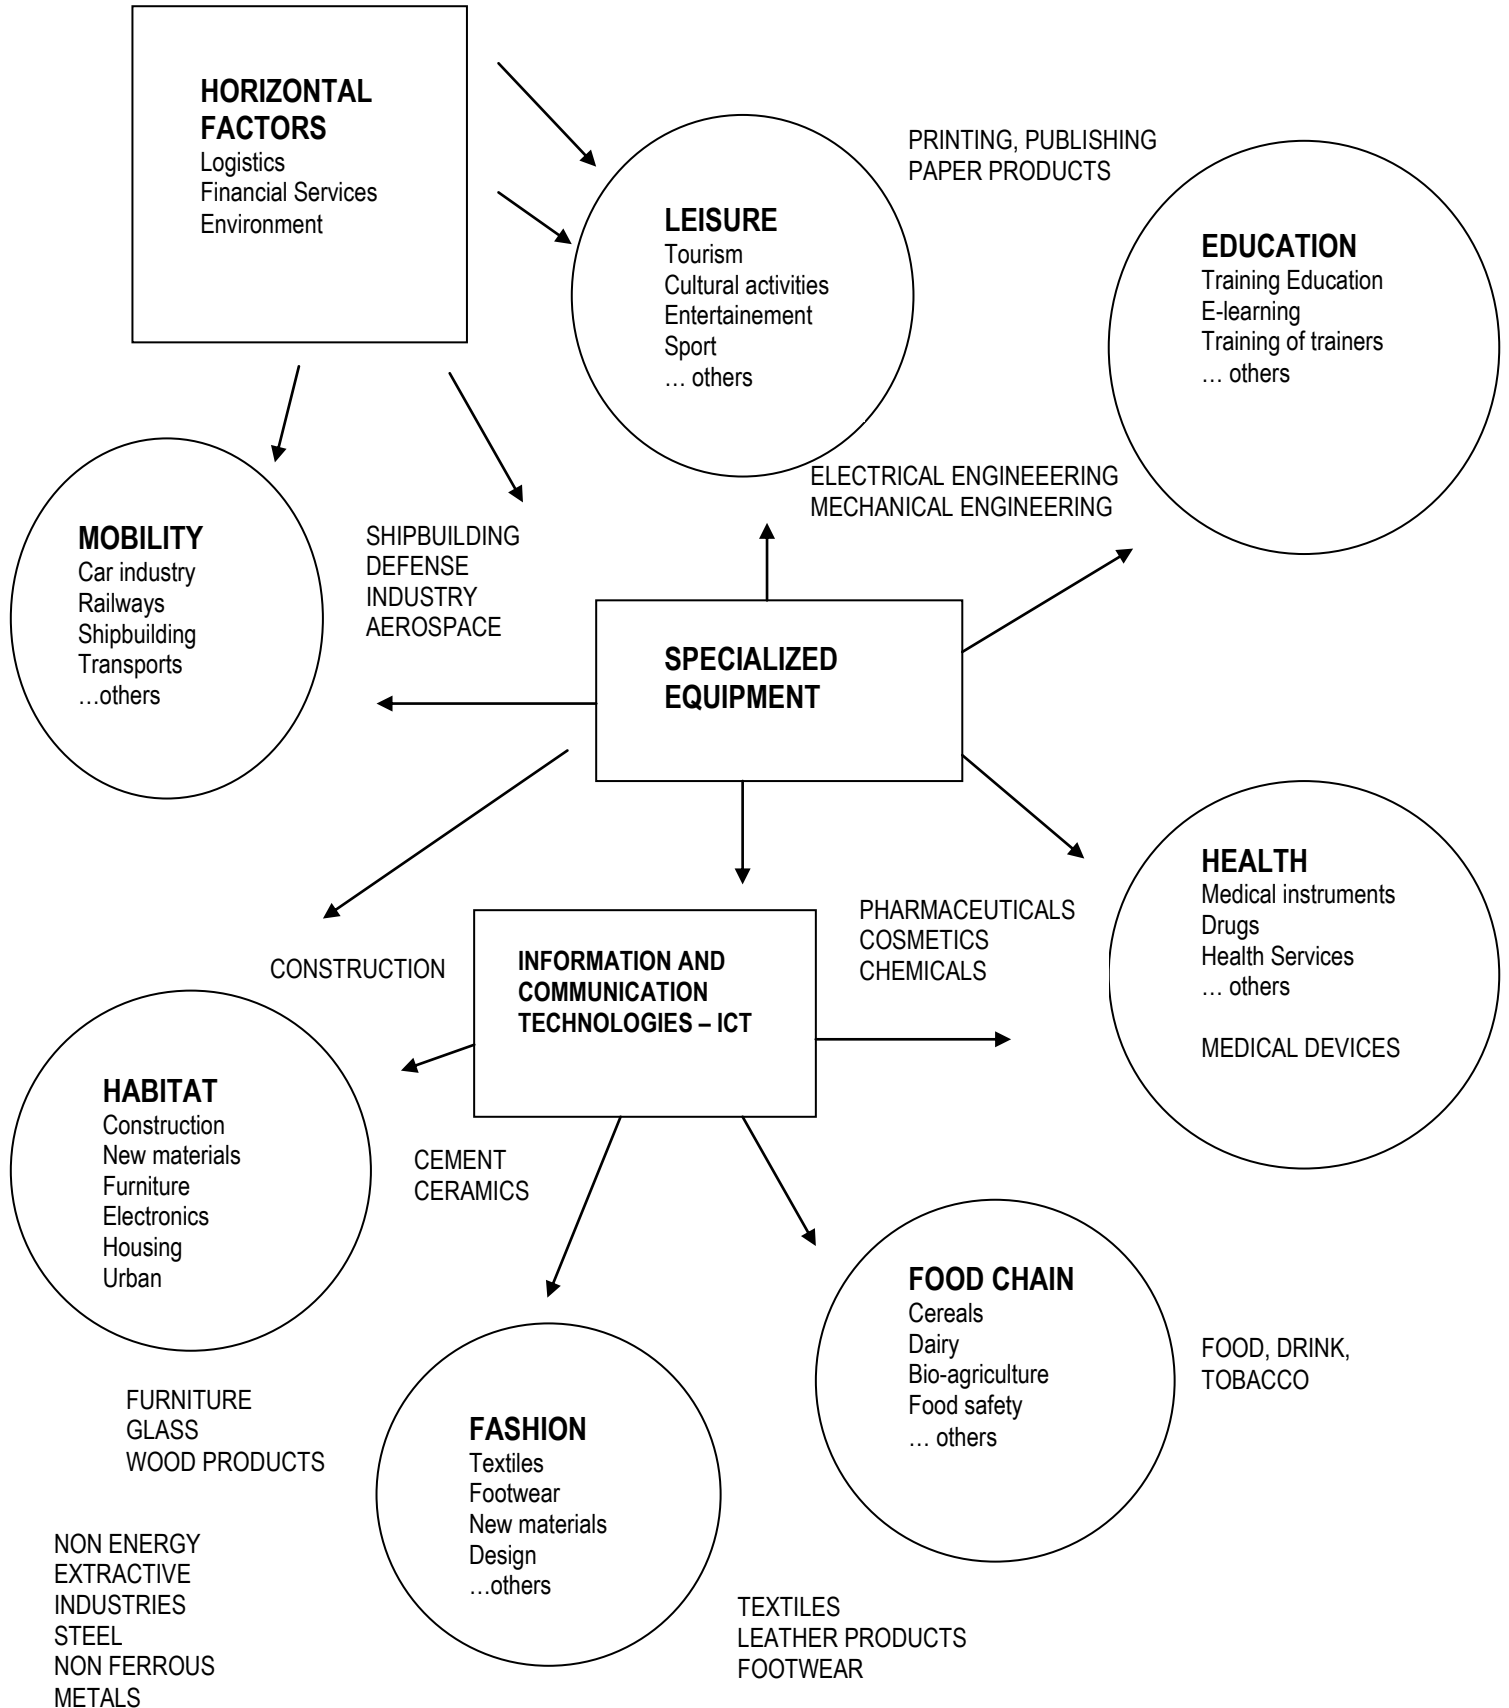 HORIZONTAL
FACTORS
Logistics
Financial Services
Environment
LEISURE
Tourism
Cultural activities
Entertainement
Sport
… others
PRINTING, PUBLISHING
PAPER PRODUCTS
EDUCATION
Training Education
E-learning
Training of trainers
… others
ELECTRICAL ENGINEEERING
MECHANICAL ENGINEERING
MOBILITY
Car industry
Railways
Shipbuilding
Transports
…others
SHIPBUILDING
DEFENSE
INDUSTRY
AEROSPACE
SPECIALIZED
EQUIPMENT
HEALTH
Medical instruments
Drugs
Health Services
… others
MEDICAL DEVICES
PHARMACEUTICALS
COSMETICS
CHEMICALS
CONSTRUCTION
INFORMATION AND
COMMUNICATION
TECHNOLOGIES – ICT
HABITAT
Construction
New materials
Furniture
Electronics
Housing
Urban
CEMENT
CERAMICS
FOOD CHAIN
Cereals
Dairy
Bio-agriculture
Food safety
… others
FOOD, DRINK,
TOBACCO
FURNITURE
GLASS
WOOD PRODUCTS
FASHION
Textiles
Footwear
New materials
Design
…others
NON ENERGY
EXTRACTIVE
INDUSTRIES
STEEL
NON FERROUS
METALS
TEXTILES
LEATHER PRODUCTS
FOOTWEAR